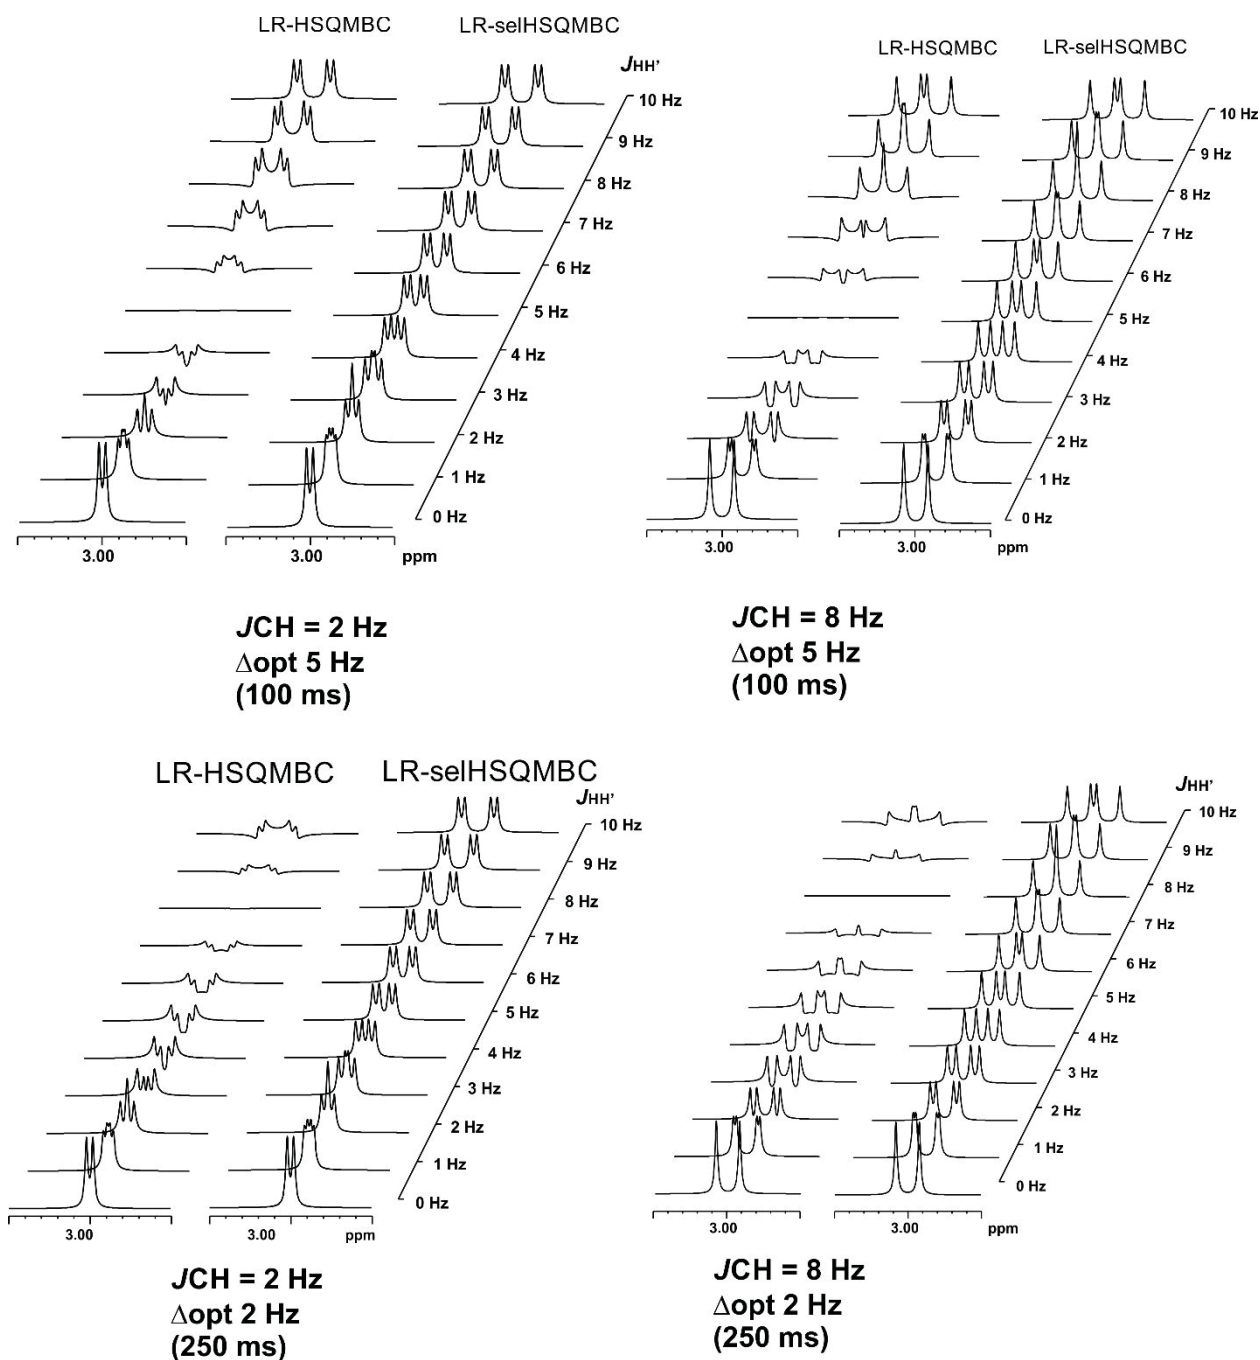 LR-HSQMBC LR-selHSQMBC
JHH'
10 Hz
9 Hz
8 Hz
7 Hz
6 Hz
5 Hz
4 Hz
3 Hz
2 Hz
1 Hz
0 Hz
3.00 3.00 ppm
JCH = 2 Hz
Δopt 5 Hz
(100 ms)
LR-HSQMBC LR-selHSQMBC
JHH'
10 Hz
9 Hz
8 Hz
7 Hz
6 Hz
5 Hz
4 Hz
3 Hz
2 Hz
1 Hz
0 Hz
3.00 3.00 ppm
JCH = 8 Hz
Δopt 5 Hz
(100 ms)
LR-HSQMBC LR-selHSQMBC
JHH'
10 Hz
9 Hz
8 Hz
7 Hz
6 Hz
5 Hz
4 Hz
3 Hz
2 Hz
1 Hz
0 Hz
3.00 3.00 ppm
JCH = 2 Hz
Δopt 2 Hz
(250 ms)
JHH'
10 Hz
9 Hz
8 Hz
7 Hz
6 Hz
5 Hz
4 Hz
3 Hz
2 Hz
1 Hz
0 Hz
3.00 3.00 ppm
JCH = 8 Hz
Δopt 2 Hz
(250 ms)